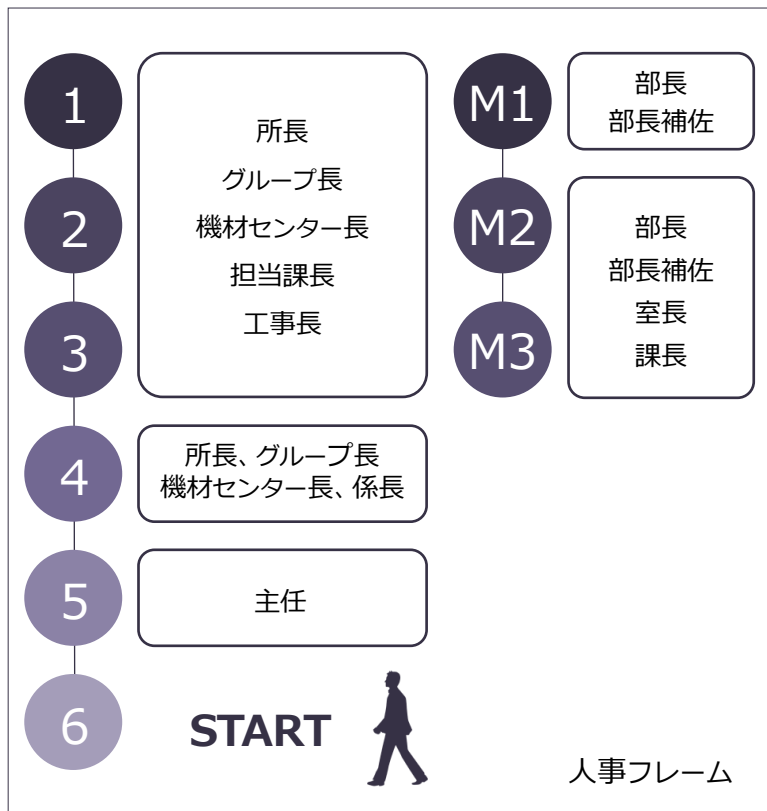 1
2
3
所長
グループ長
機材センター長
担当課長
工事長
4
所長、グループ長
機材センター長、係長
5
主任
6
START
M1
部長
部長補佐
M2
M3
部長
部長補佐
室長
課長
人事フレーム